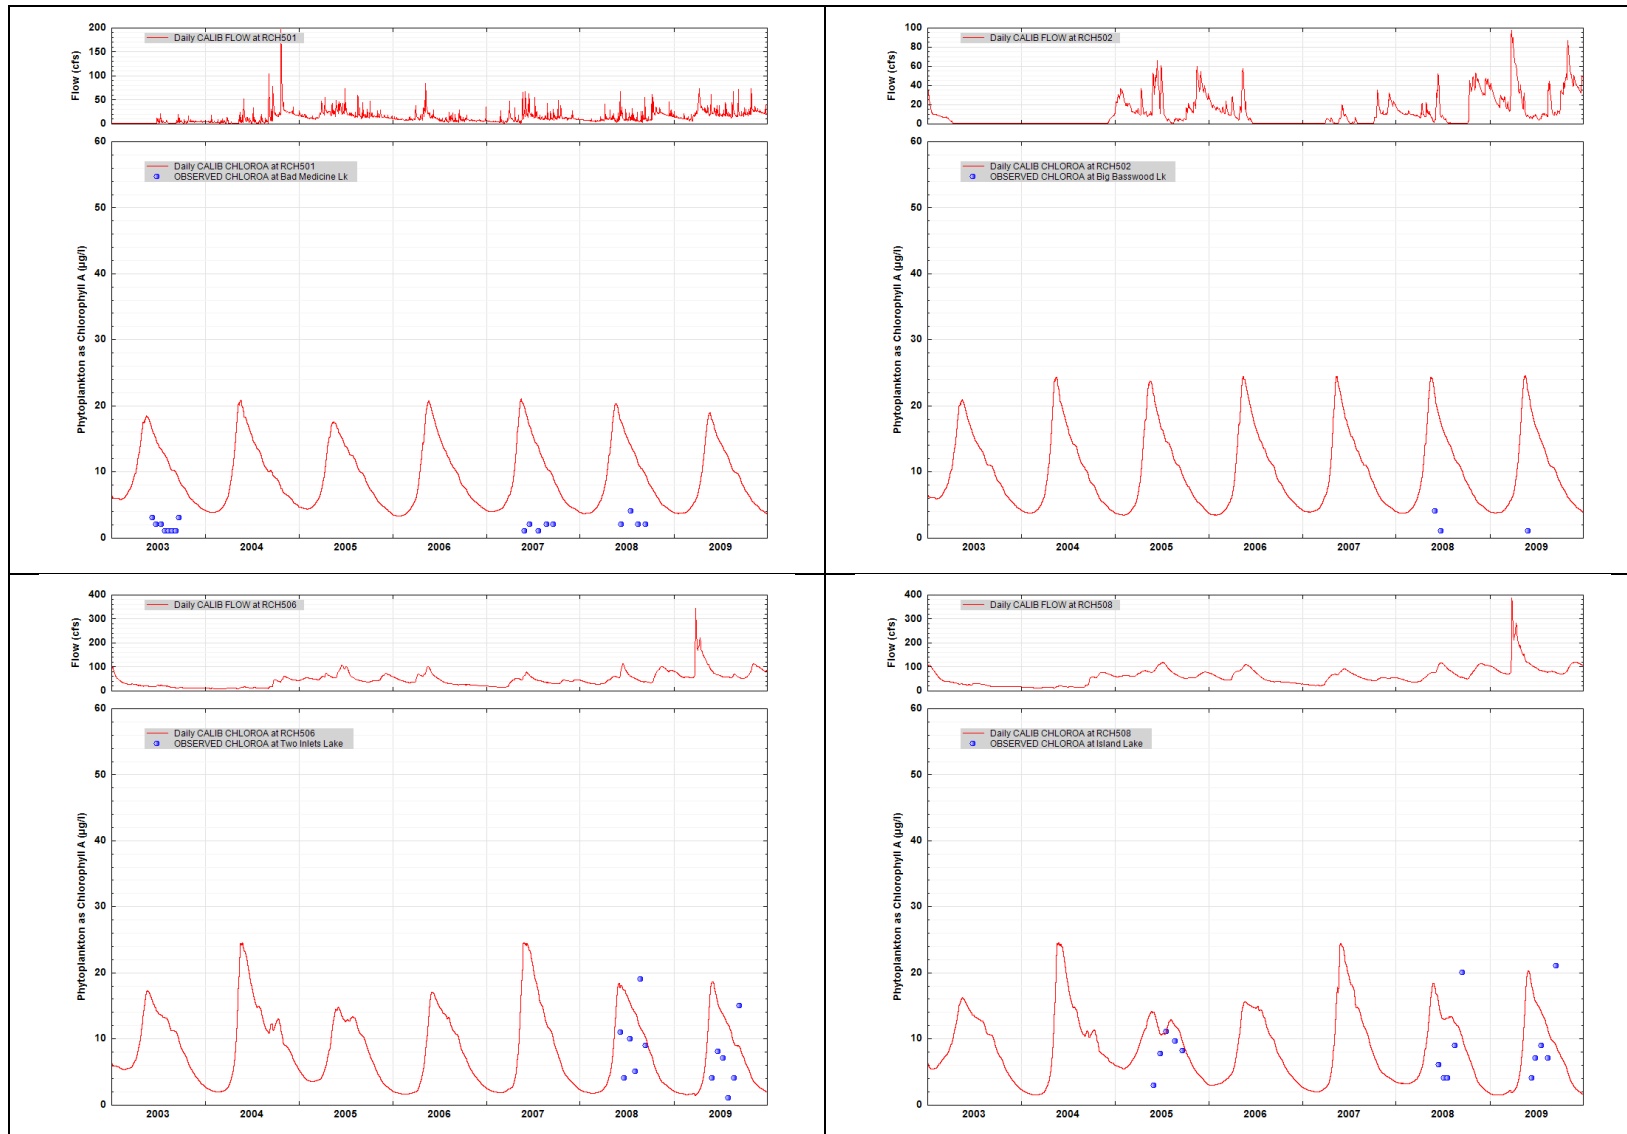 Flow (cfs)
200
150
100
50
0
Daily CALIB FLOW at RCH501
Phytoplankton as Chlorophyll A (µg/l)
60
50
40
30
20
10
0
Daily CALIB CHLOROA at RCH501
OBSERVED CHLOROA at Bad Medicine Lk
2003 2004 2005 2006 2007 2008 2009
Flow (cfs)
100
80
60
40
20
0
Daily CALIB FLOW at RCH502
Phytoplankton as Chlorophyll A (µg/l)
60
50
40
30
20
10
0
Daily CALIB CHLOROA at RCH502
OBSERVED CHLOROA at Big Basswood Lk
2003 2004 2005 2006 2007 2008 2009
Flow (cfs)
400
300
200
100
0
Daily CALIB FLOW at RCH506
Phytoplankton as Chlorophyll A (µg/l)
60
50
40
30
20
10
0
Daily CALIB CHLOROA at RCH506
OBSERVED CHLOROA at Two Inlets Lake
2003 2004 2005 2006 2007 2008 2009
Flow (cfs)
400
300
200
100
0
Daily CALIB FLOW at RCH508
Phytoplankton as Chlorophyll A (µg/l)
60
50
40
30
20
10
0
Daily CALIB CHLOROA at RCH508
OBSERVED CHLOROA at Island Lake
2003 2004 2005 2006 2007 2008 2009